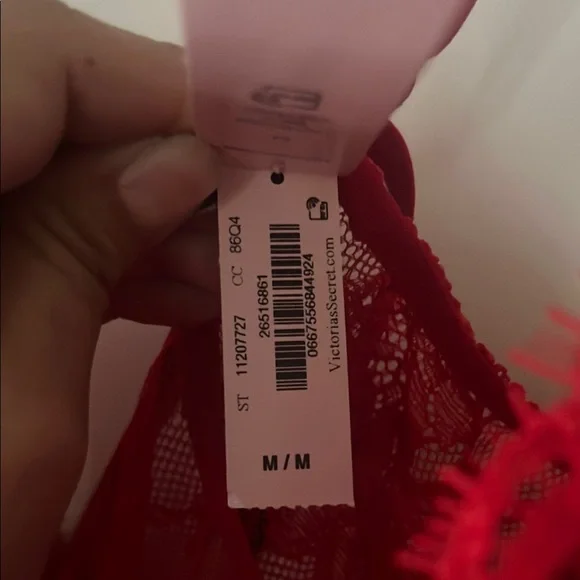 ST 11207727 CC 86Q4
26516861
0667556844924
VictoriasSecret.com
M / M